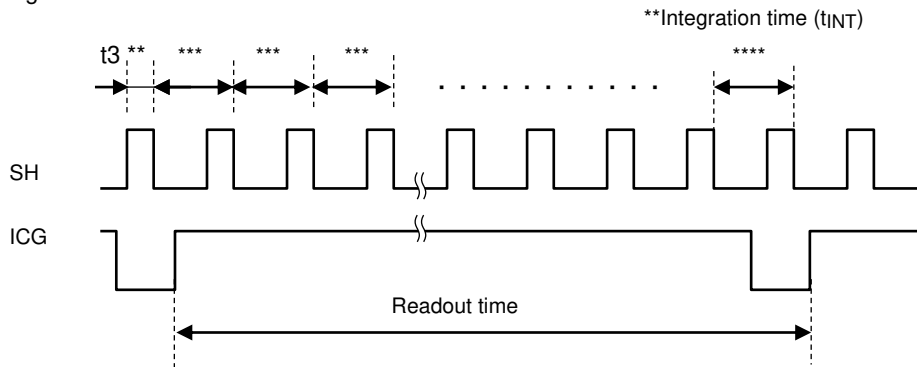 **Integration time (tINT)
t3 ** *** *** *** ****
SH
ICG
Readout time